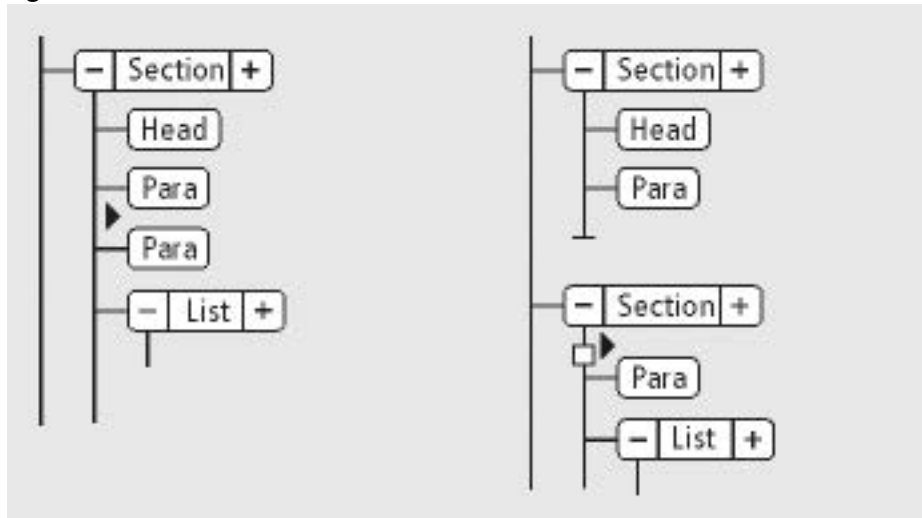 − Section +
Head
Para
Para
− List +
− Section +
Head
Para
− Section +
Para
− List +